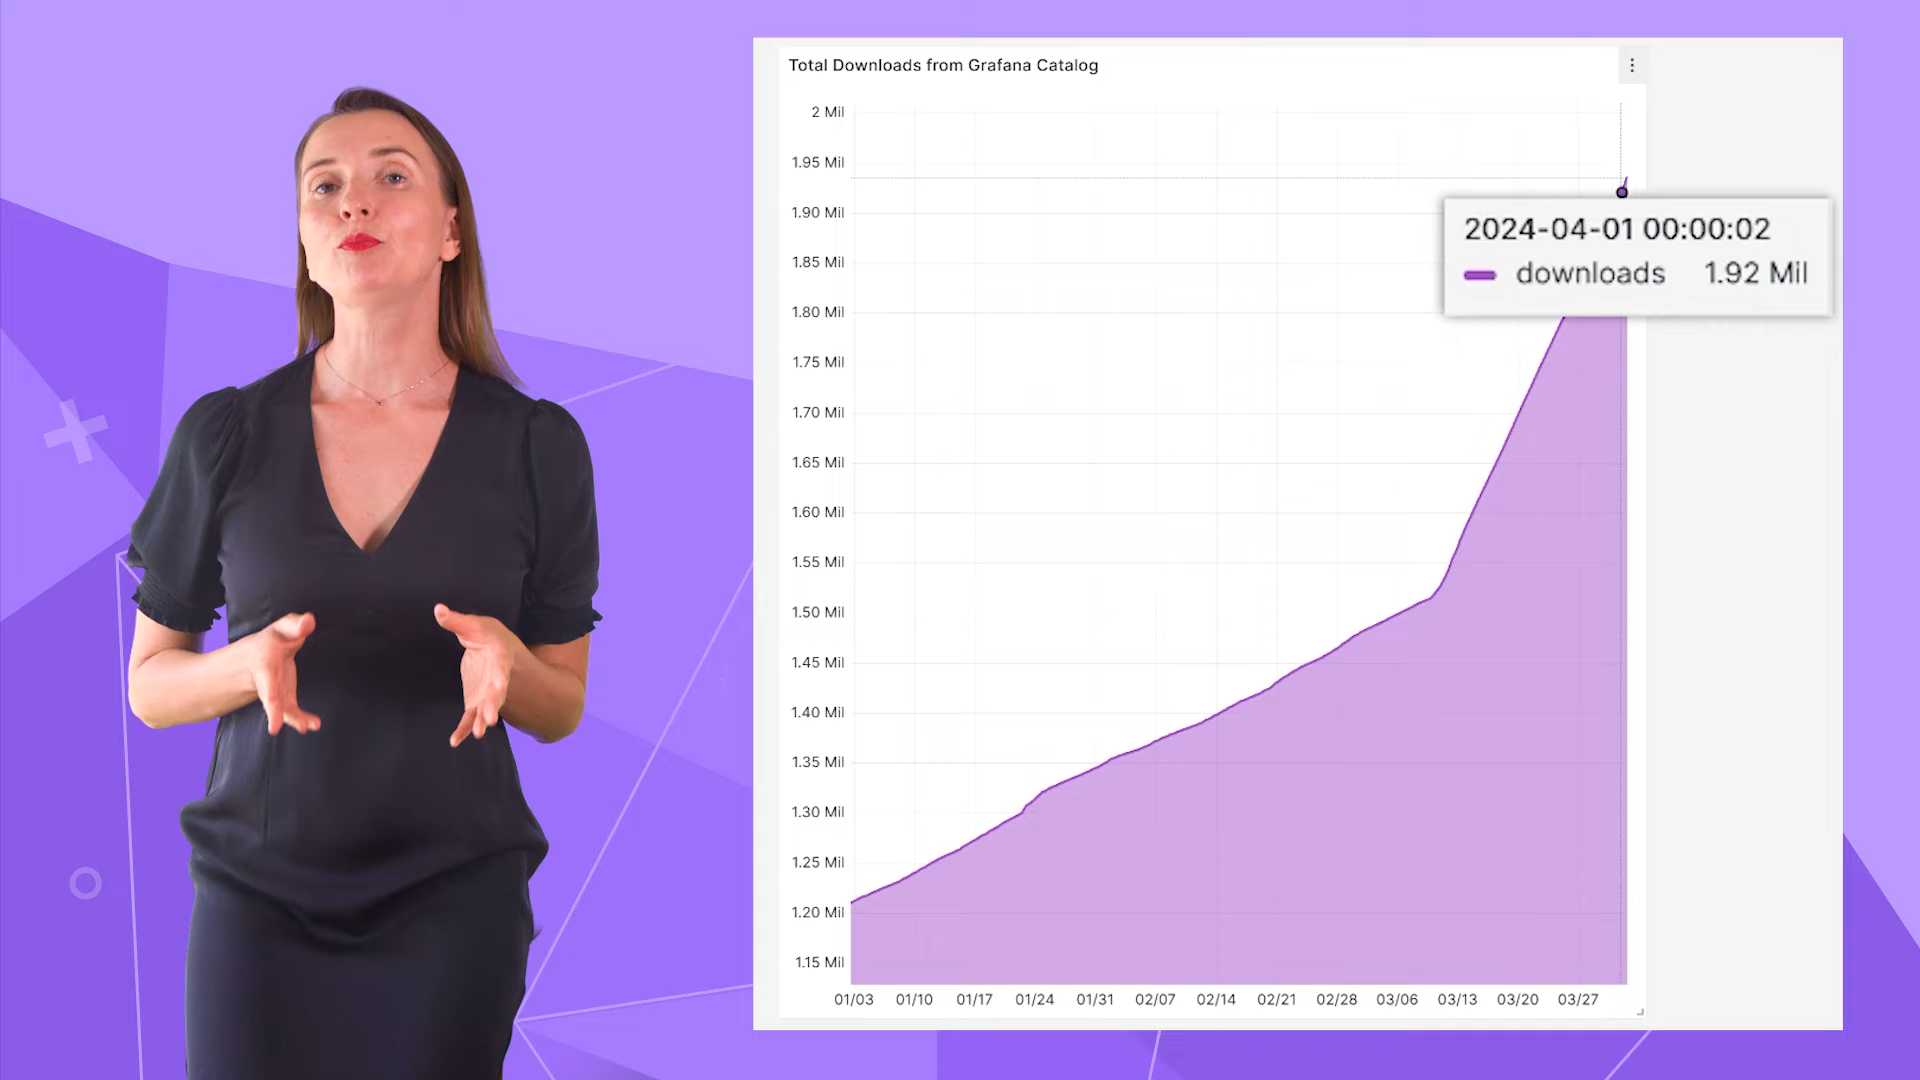 Total Downloads from Grafana Catalog
2 Mil
1.95 Mil
1.90 Mil
1.85 Mil
1.80 Mil
1.75 Mil
1.70 Mil
1.65 Mil
1.60 Mil
1.55 Mil
1.50 Mil
1.45 Mil
1.40 Mil
1.35 Mil
1.30 Mil
1.25 Mil
1.20 Mil
1.15 Mil
2024-04-01 00:00:02
downloads 1.92 Mil
01/03 01/10 01/17 01/24 01/31 02/07 02/14 02/21 02/28 03/06 03/13 03/20 03/27